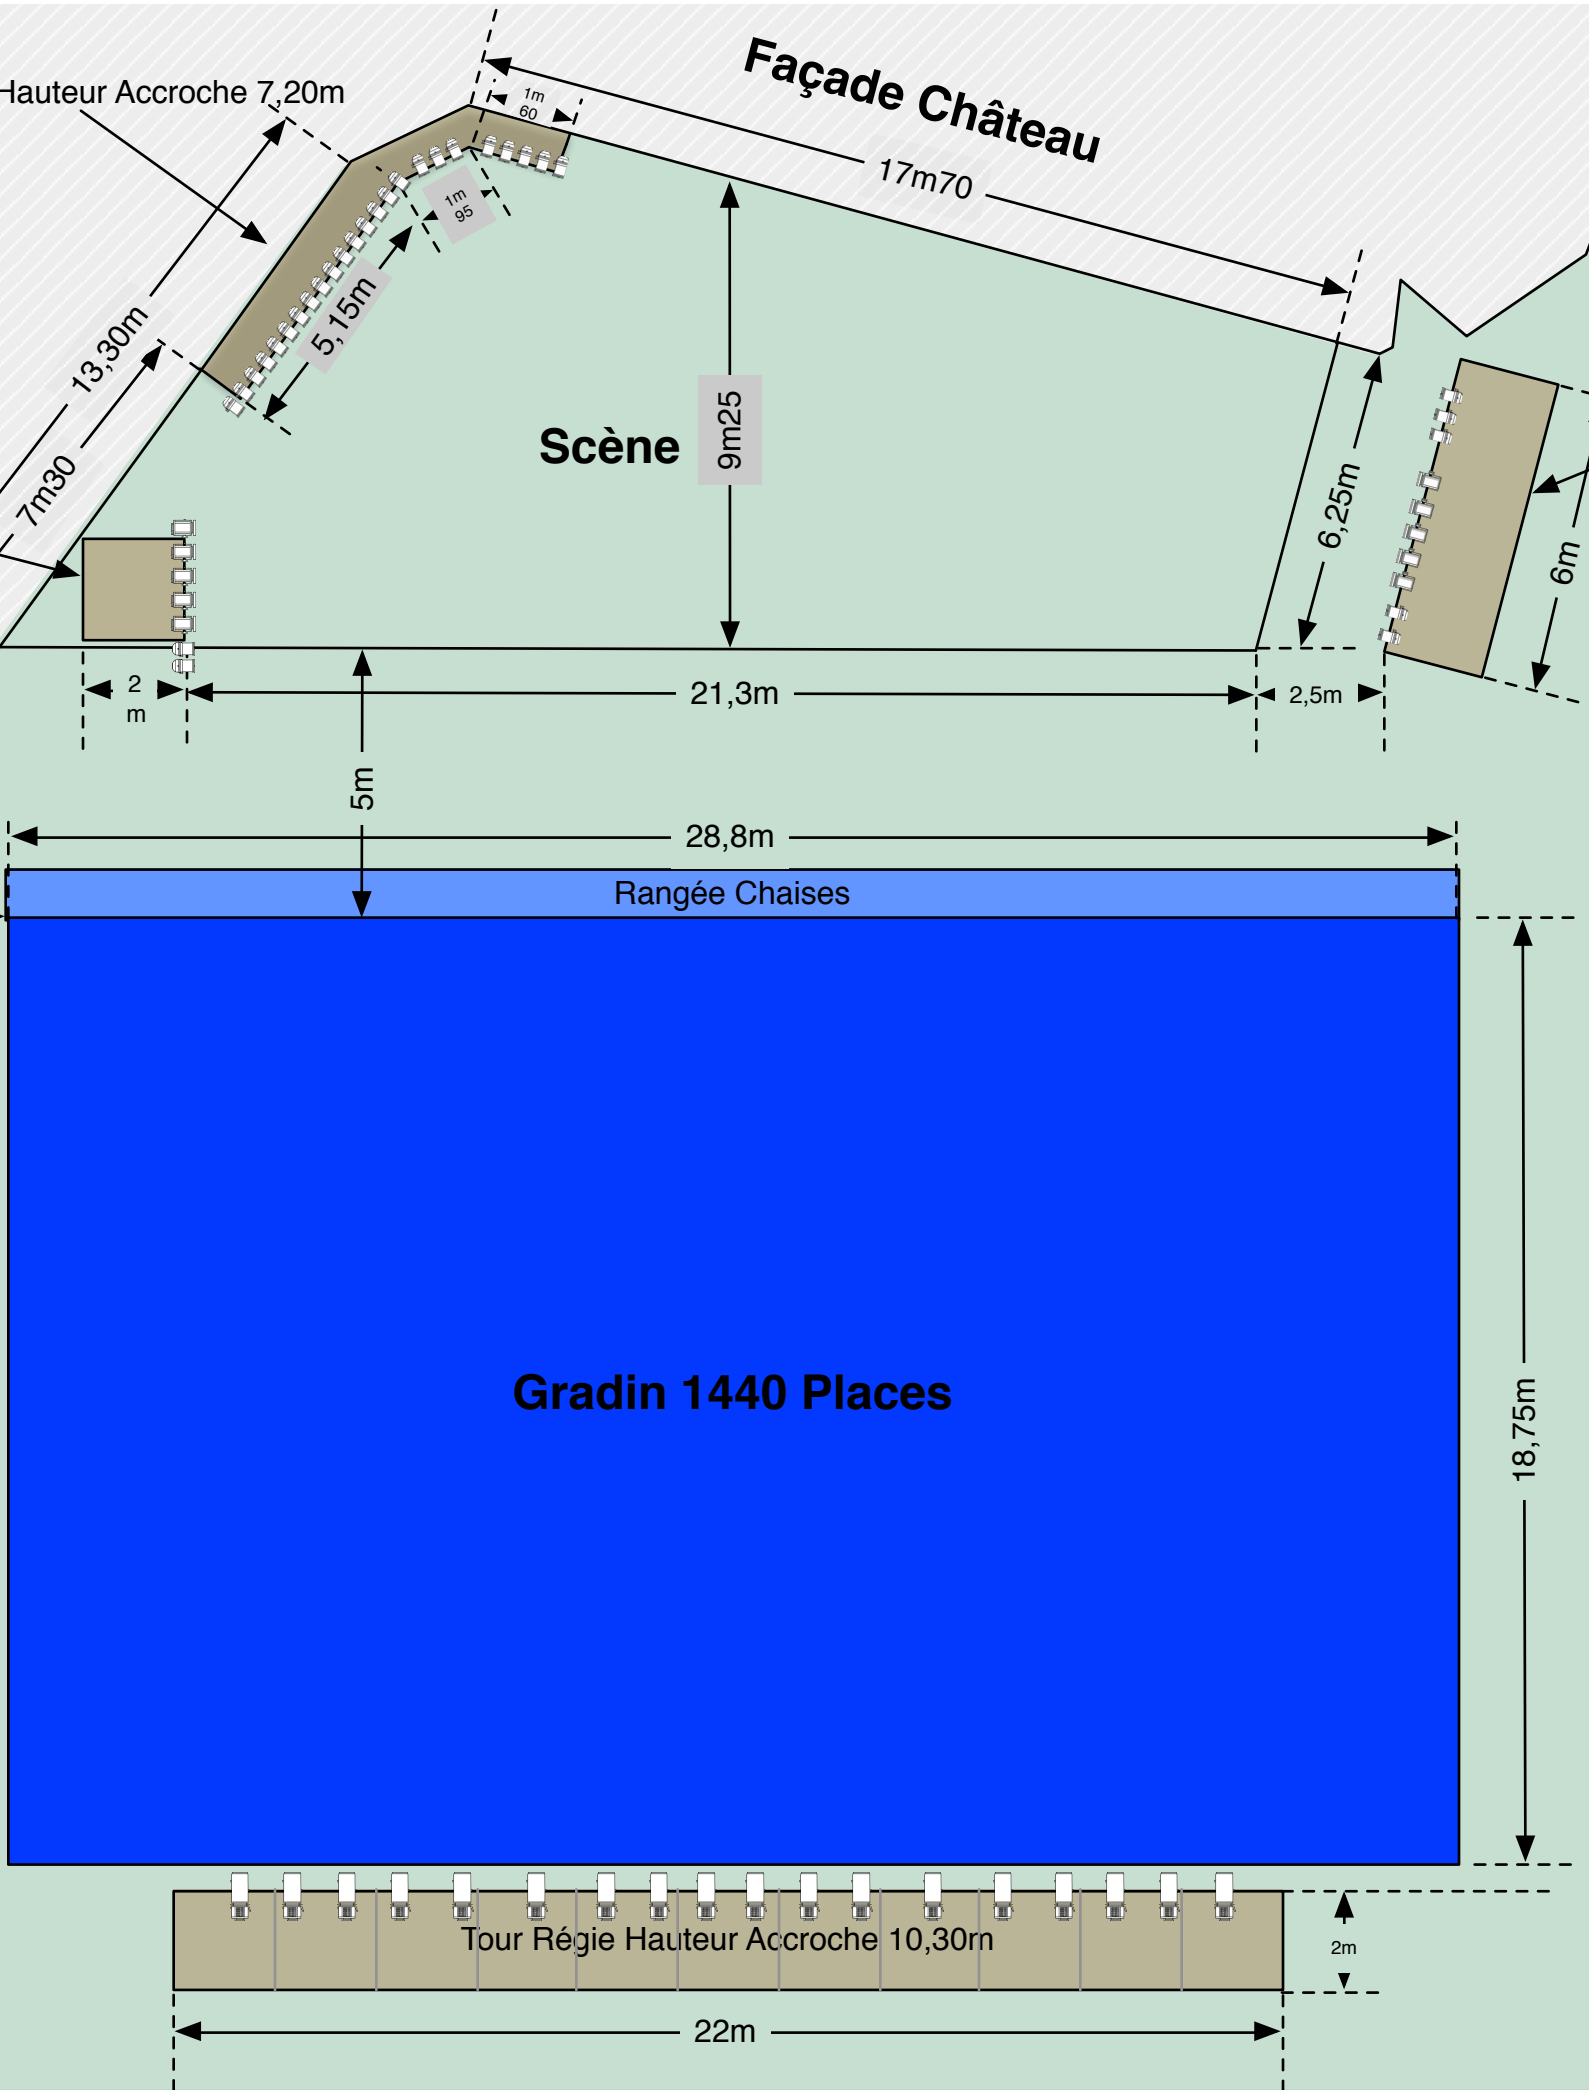 Façade Château
Hauteur Accroche 7,20m
1m
60
17m70
1m
95
13,30m
5,15m
9m25
Scène
7m30
6,25m
6m
2
m
21,3m
2,5m
5m
28,8m
Rangée Chaises
Gradin 1440 Places
18,75m
Tour Régie Hauteur Accroche 10,30m
2m
22m